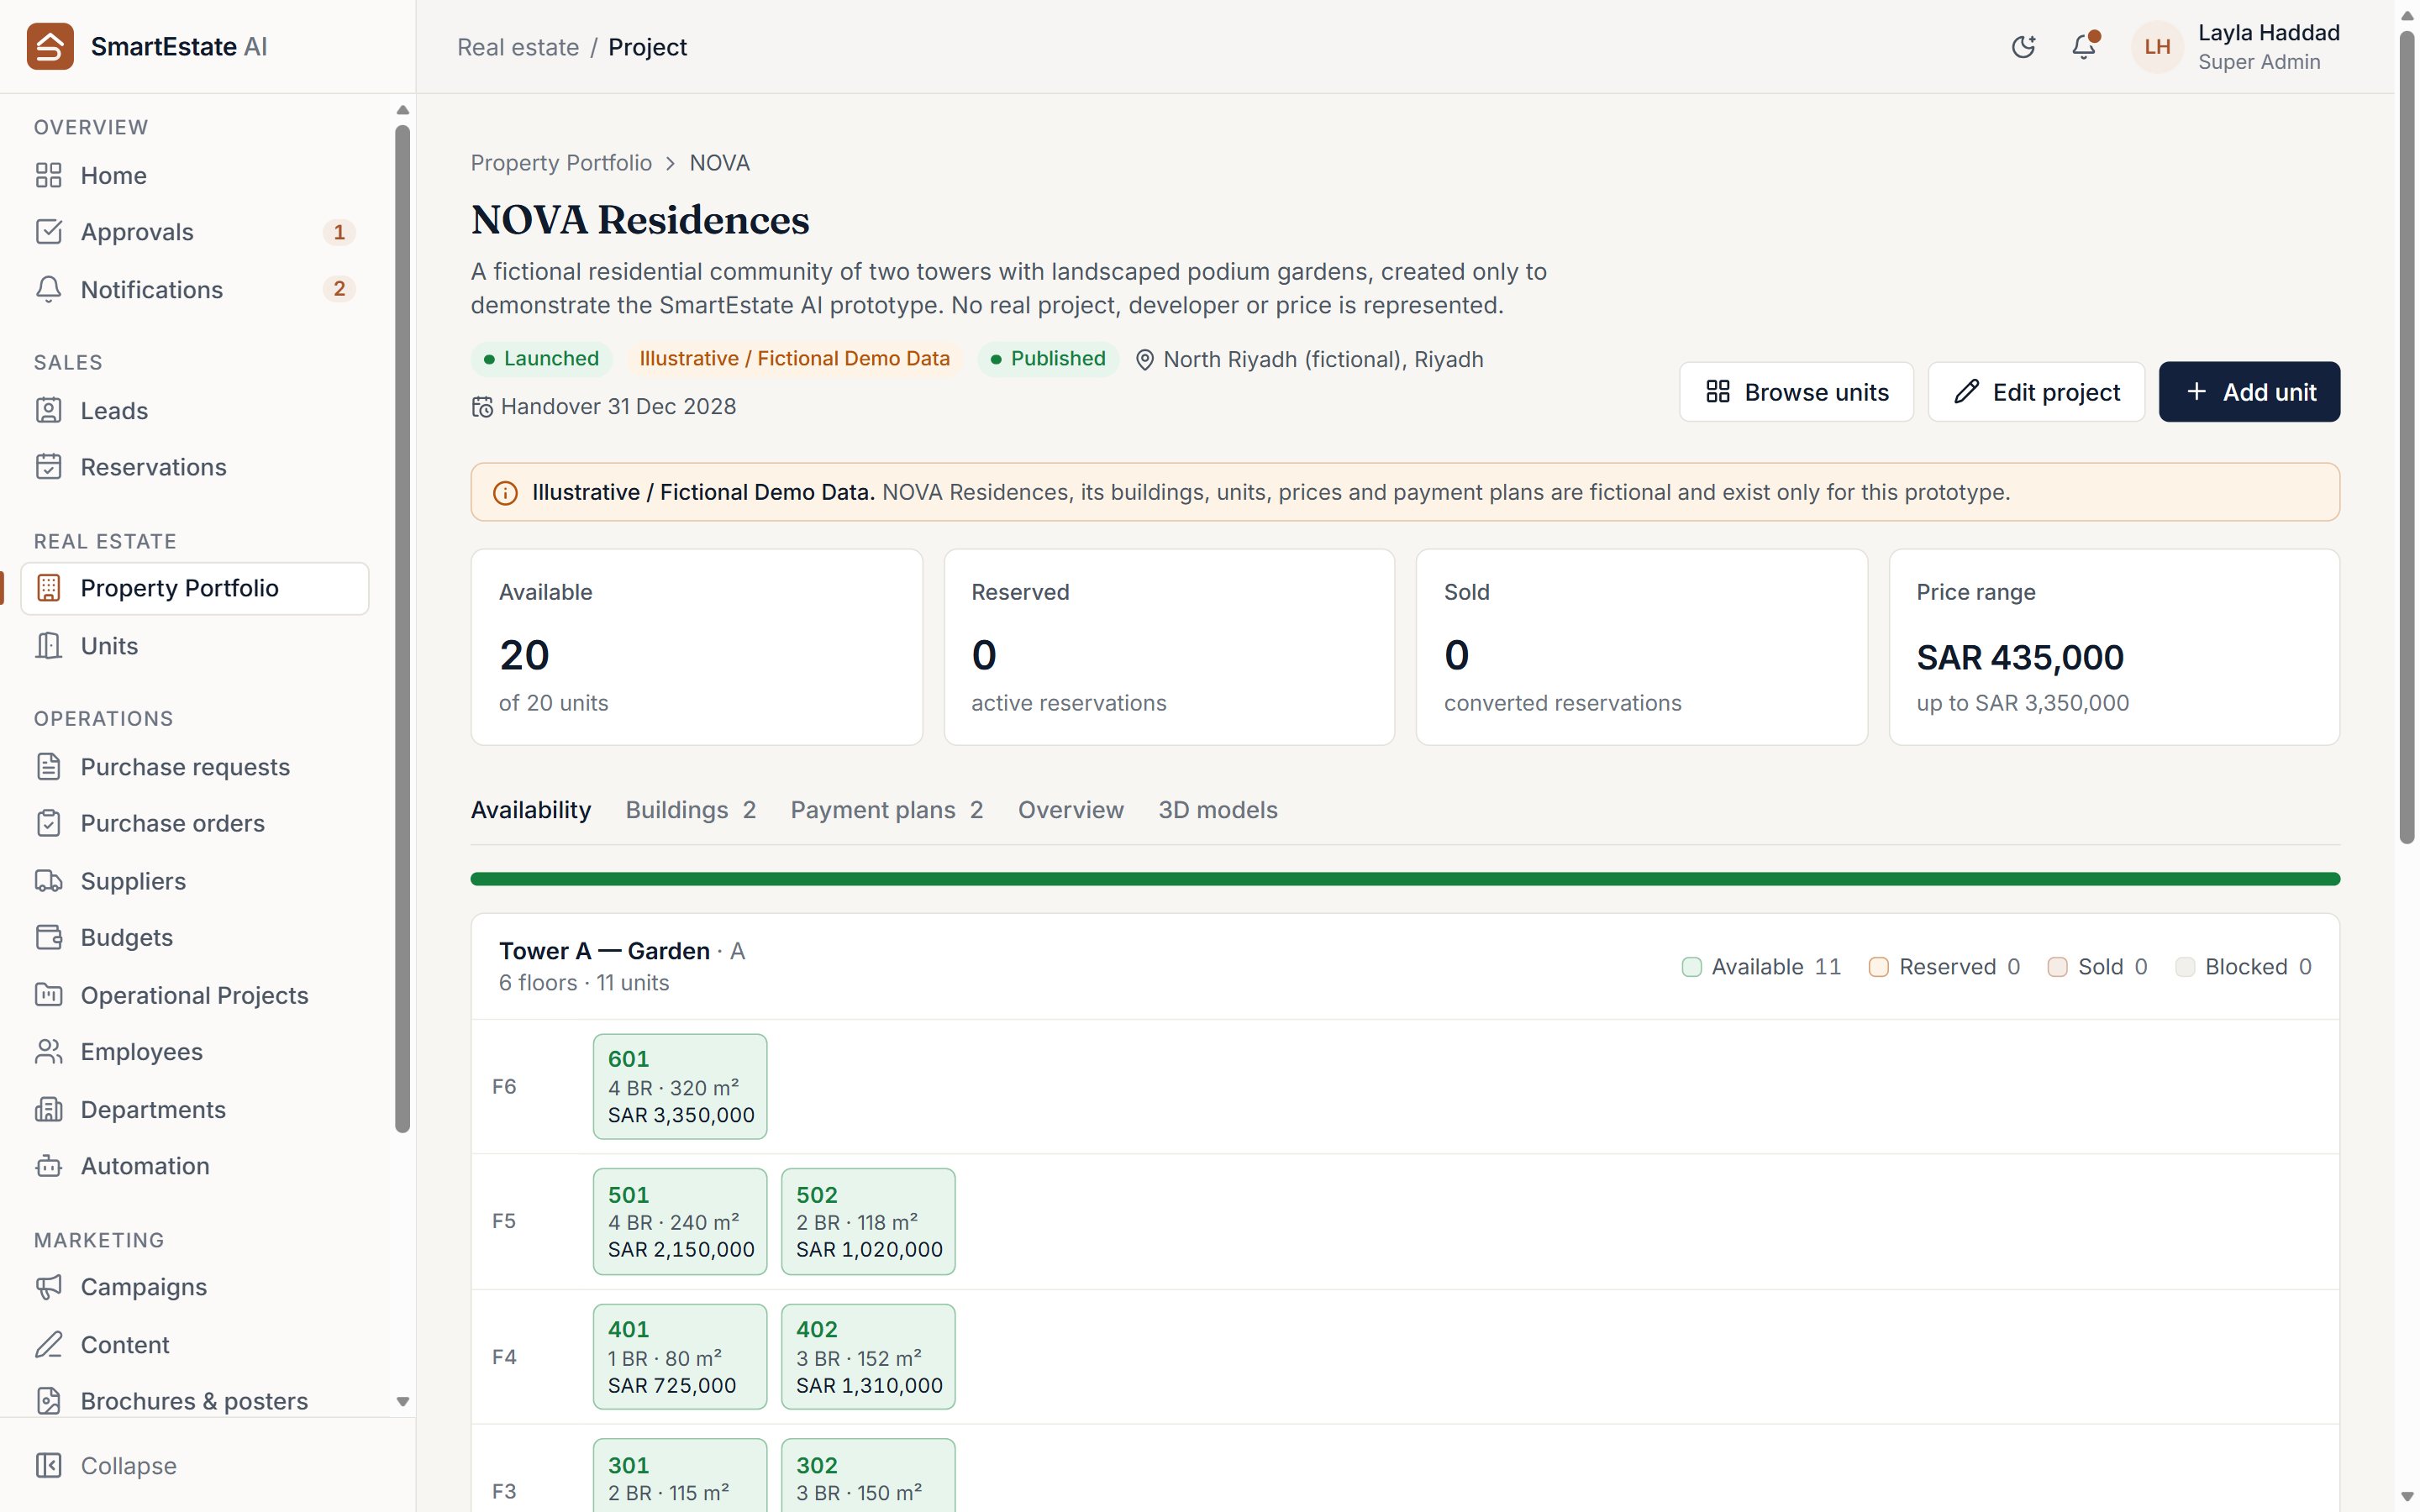 SmartEstate AI
Real estate / Project
LH
Layla Haddad
Super Admin
OVERVIEW
Home
Approvals 1
Notifications 2
SALES
Leads
Reservations
REAL ESTATE
Property Portfolio
Units
OPERATIONS
Purchase requests
Purchase orders
Suppliers
Budgets
Operational Projects
Employees
Departments
Automation
MARKETING
Campaigns
Content
Brochures & posters
Collapse
Property Portfolio > NOVA
NOVA Residences
A fictional residential community of two towers with landscaped podium gardens, created only to
demonstrate the SmartEstate AI prototype. No real project, developer or price is represented.
Launched Illustrative / Fictional Demo Data Published North Riyadh (fictional), Riyadh
Handover 31 Dec 2028
Browse units Edit project + Add unit
Illustrative / Fictional Demo Data. NOVA Residences, its buildings, units, prices and payment plans are fictional and exist only for this prototype.
Available
20
of 20 units
Reserved
0
active reservations
Sold
0
converted reservations
Price range
SAR 435,000
up to SAR 3,350,000
Availability Buildings 2 Payment plans 2 Overview 3D models
Tower A — Garden · A
6 floors · 11 units
Available 11 Reserved 0 Sold 0 Blocked 0
F6
601
4 BR · 320 m²
SAR 3,350,000
F5
501
4 BR · 240 m²
SAR 2,150,000
502
2 BR · 118 m²
SAR 1,020,000
F4
401
1 BR · 80 m²
SAR 725,000
402
3 BR · 152 m²
SAR 1,310,000
F3
301
2 BR · 115 m²
302
3 BR · 150 m²